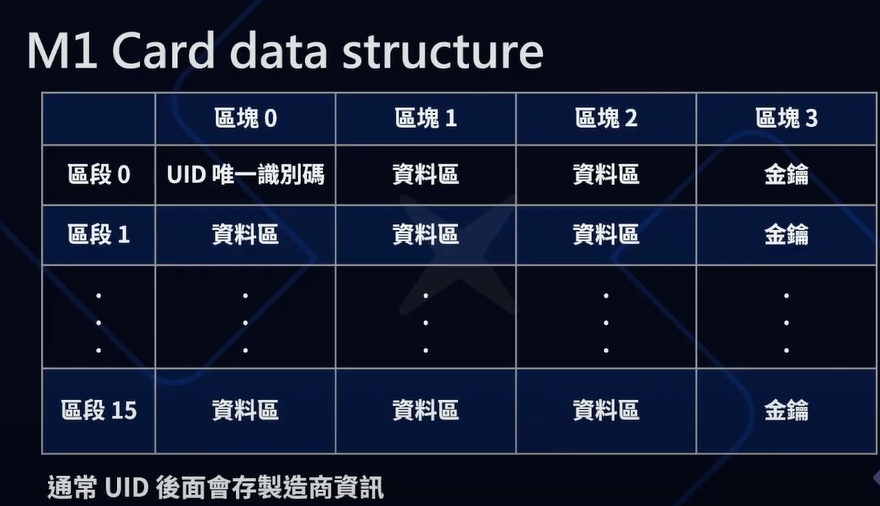 M1 Card data structure
區塊 0 區塊 1 區塊 2 區塊 3
區段 0 UID 唯一識別碼 資料區 資料區 金鑰
區段 1 資料區 資料區 資料區 金鑰
. . . . .
. . . . .
. . . . .
區段 15 資料區 資料區 資料區 金鑰
通常 UID 後面會存製造商資訊